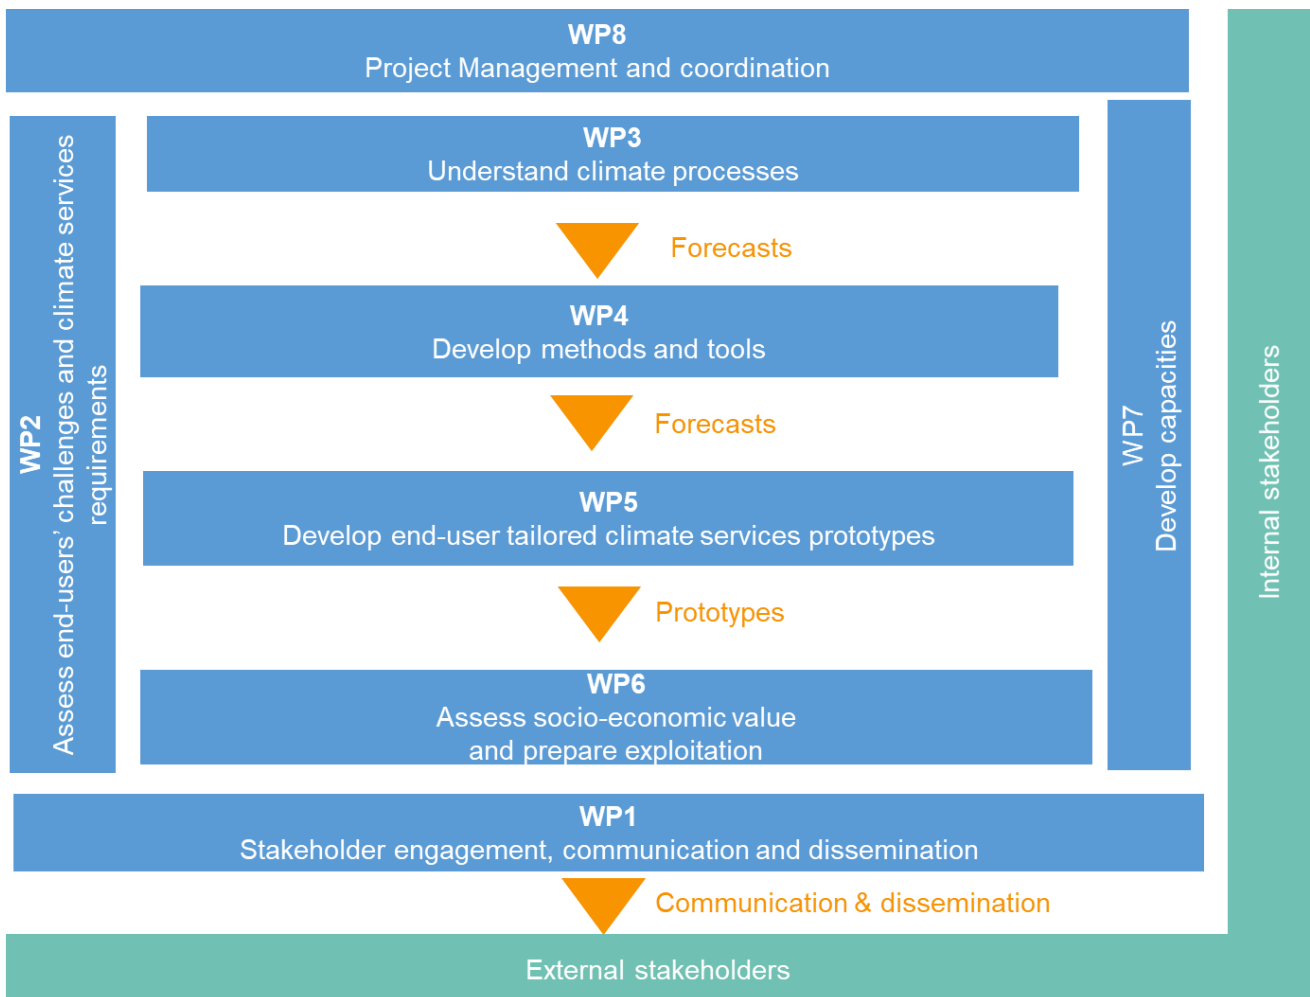 WP8
Project Management and coordination
WP2
Assess end-users’ challenges and climate services
requirements
WP3
Understand climate processes
Forecasts
WP4
Develop methods and tools
Forecasts
WP5
Develop end-user tailored climate services prototypes
Prototypes
WP6
Assess socio-economic value
and prepare exploitation
WP7
Develop capacities
Internal stakeholders
WP1
Stakeholder engagement, communication and dissemination
Communication & dissemination
External stakeholders